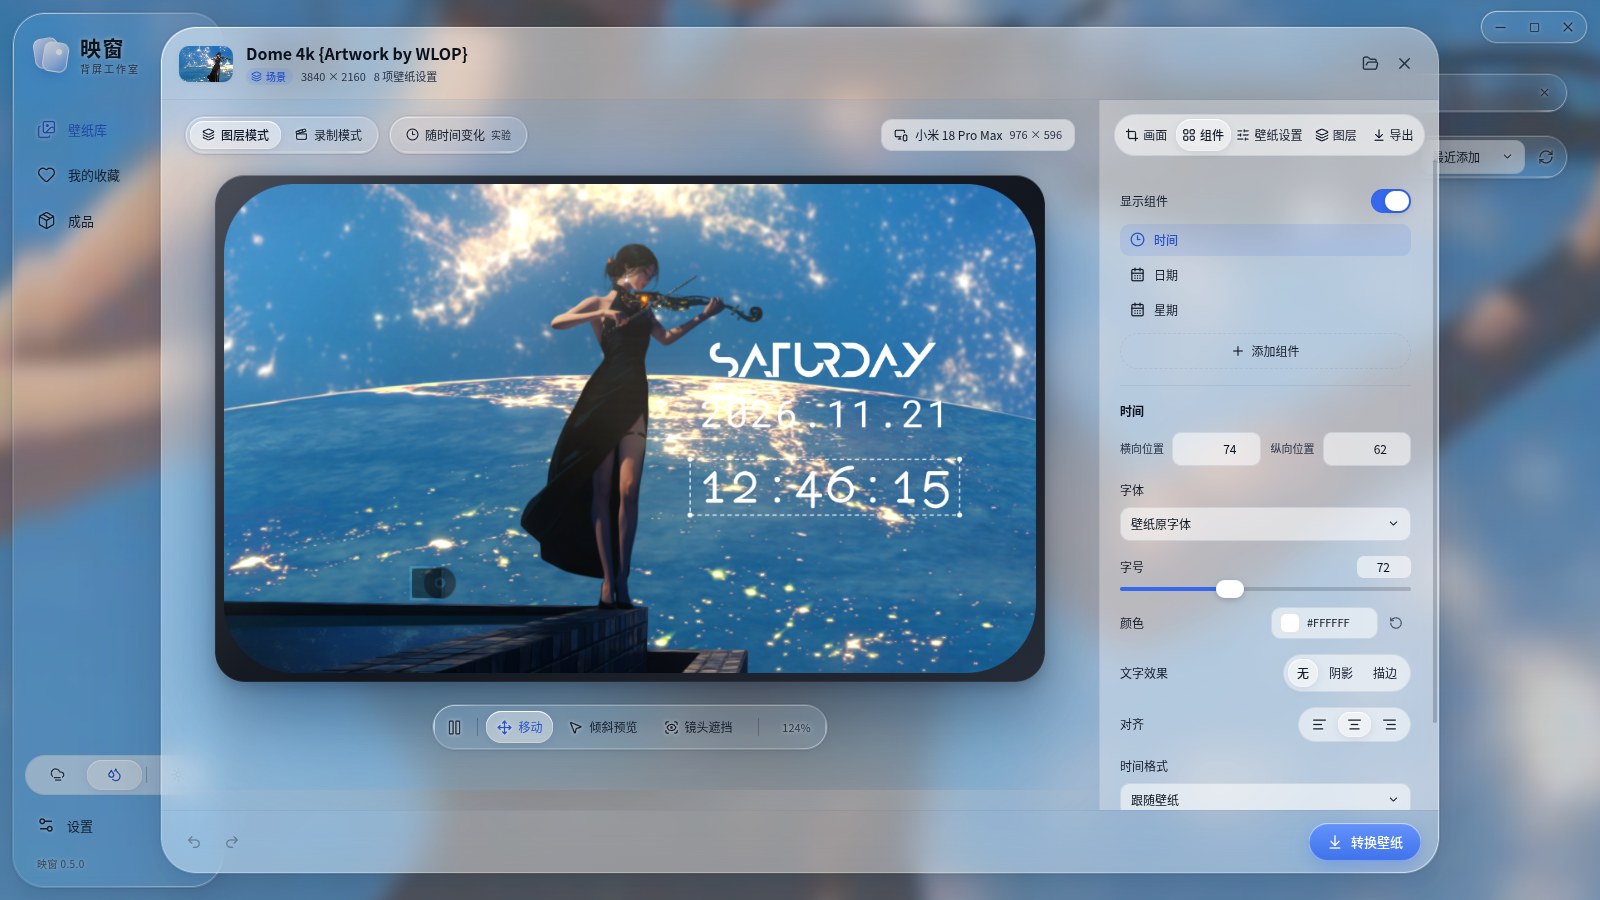 映窗
背屏工作室
壁纸库
我的收藏
成品
设置
映窗 0.5.0
Dome 4k {Artwork by WLOP}
场景 3840 × 2160 8 项壁纸设置
图层模式 录制模式 随时间变化 实验
小米 18 Pro Max 976 × 596
SATURDAY
2026.11.21
12:46:15
移动 倾斜预览 镜头遮挡 124%
画面 组件 壁纸设置 图层 导出
显示组件
时间
日期
星期
添加组件
时间
横向位置 74 纵向位置 62
字体
壁纸原字体
字号 72
颜色 #FFFFFF
文字效果 无 阴影 描边
对齐
时间格式
跟随壁纸
转换壁纸
近添加